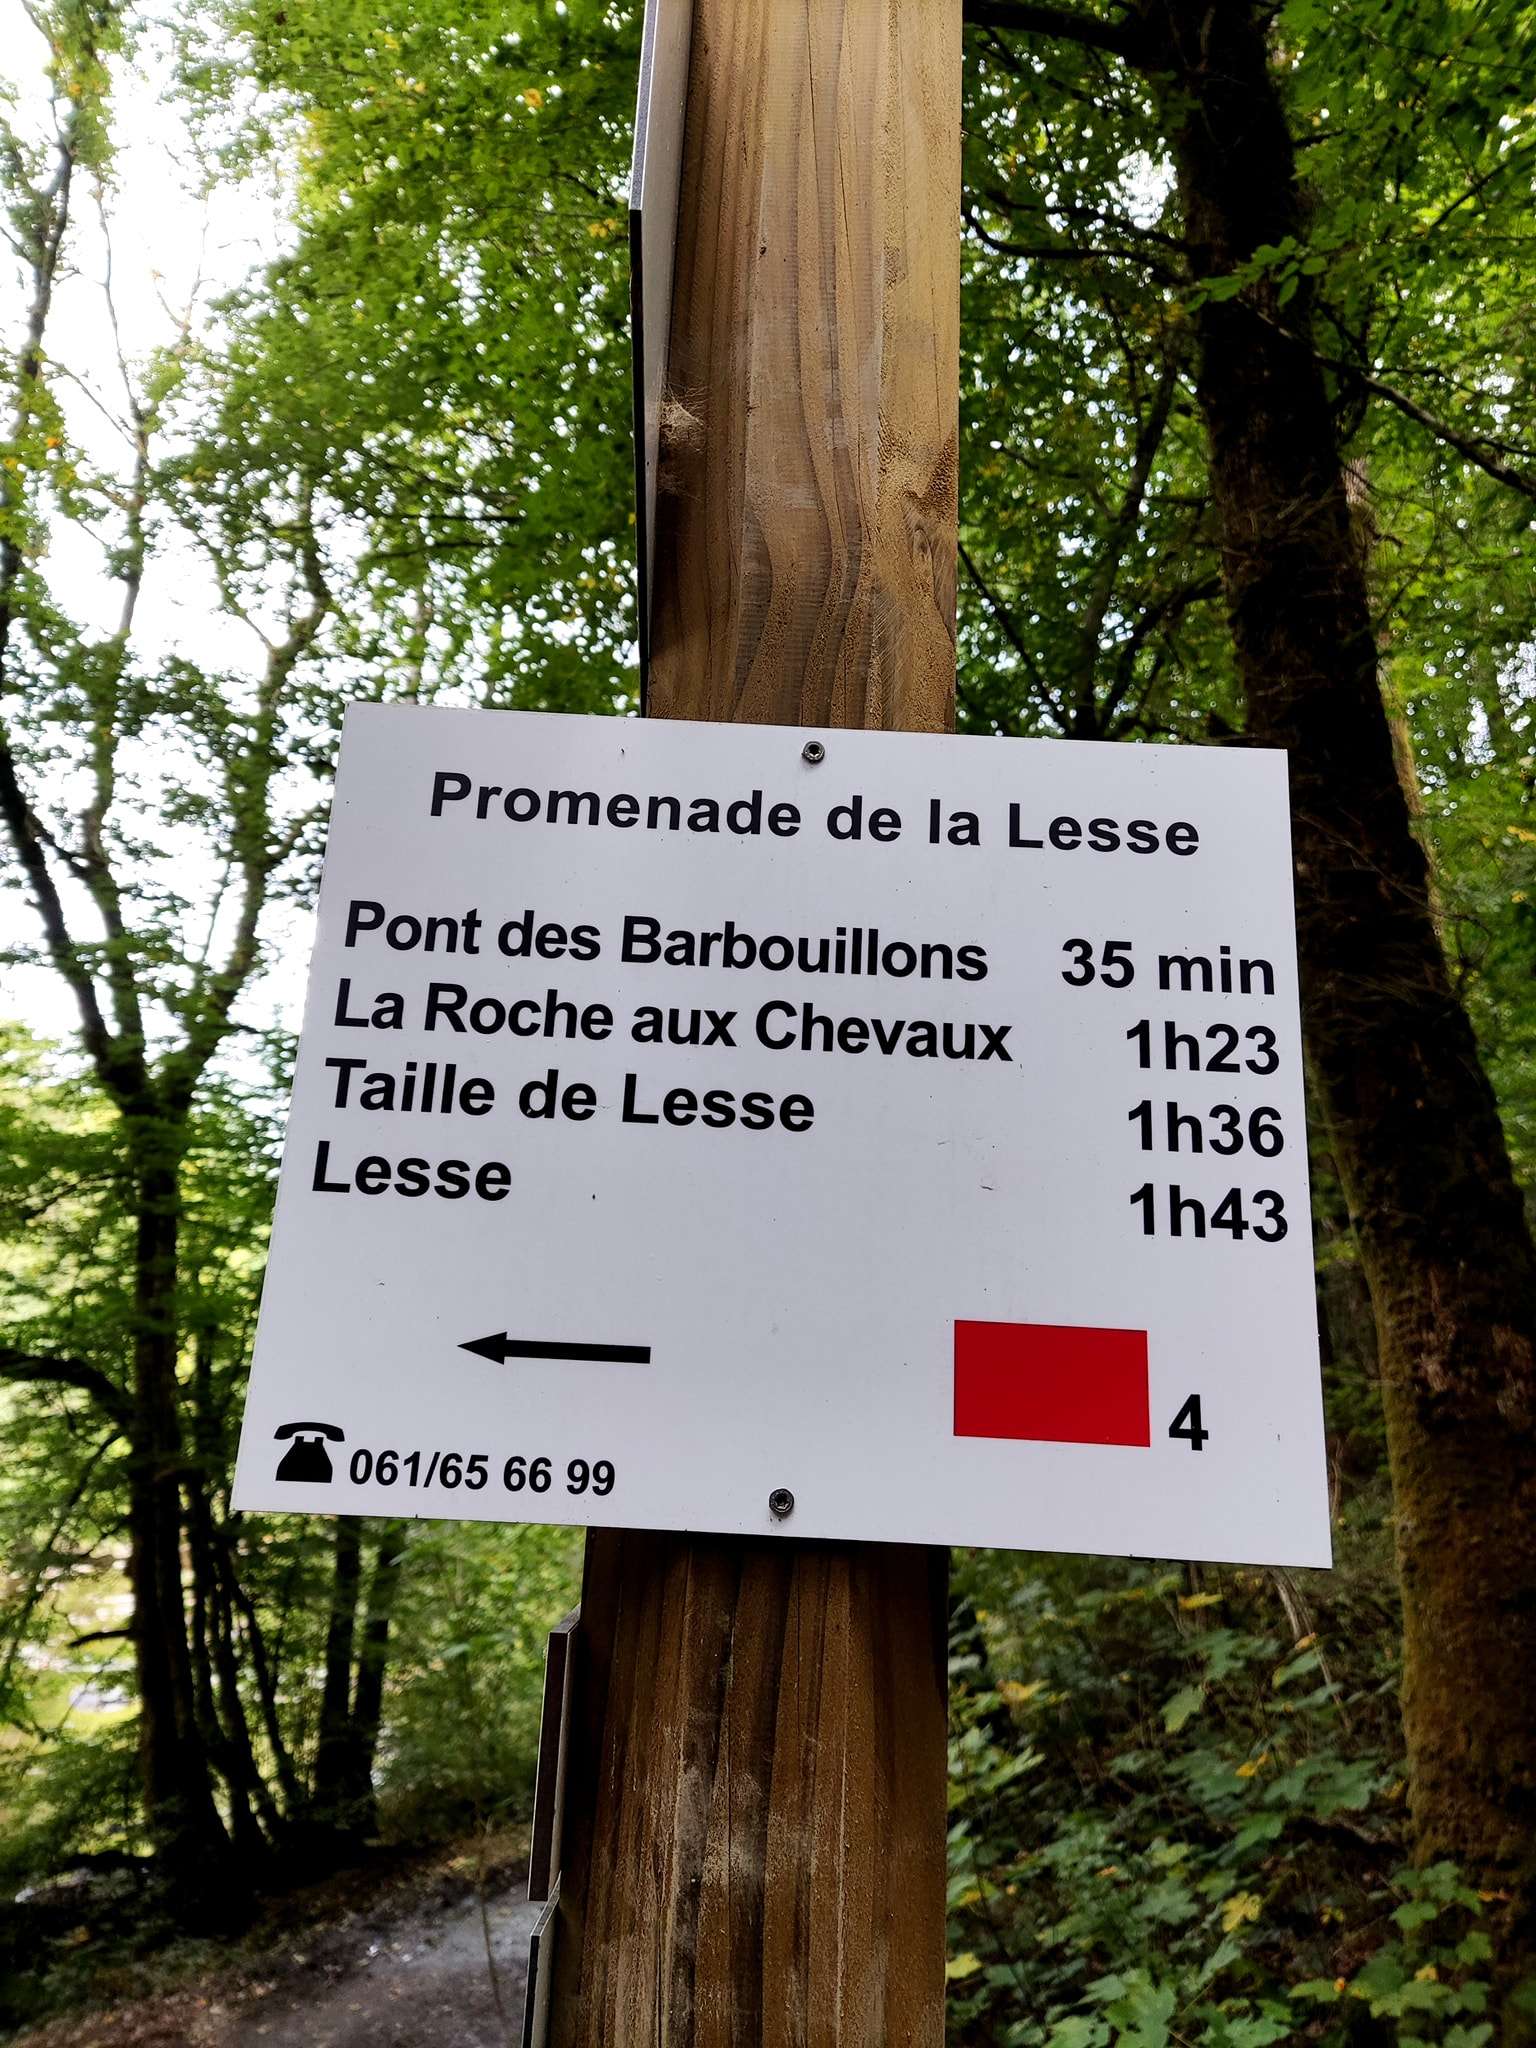 Promenade de la Lesse
Pont des Barbouillons 35 min
La Roche aux Chevaux 1h23
Taille de Lesse 1h36
Lesse 1h43
4
061/65 66 99